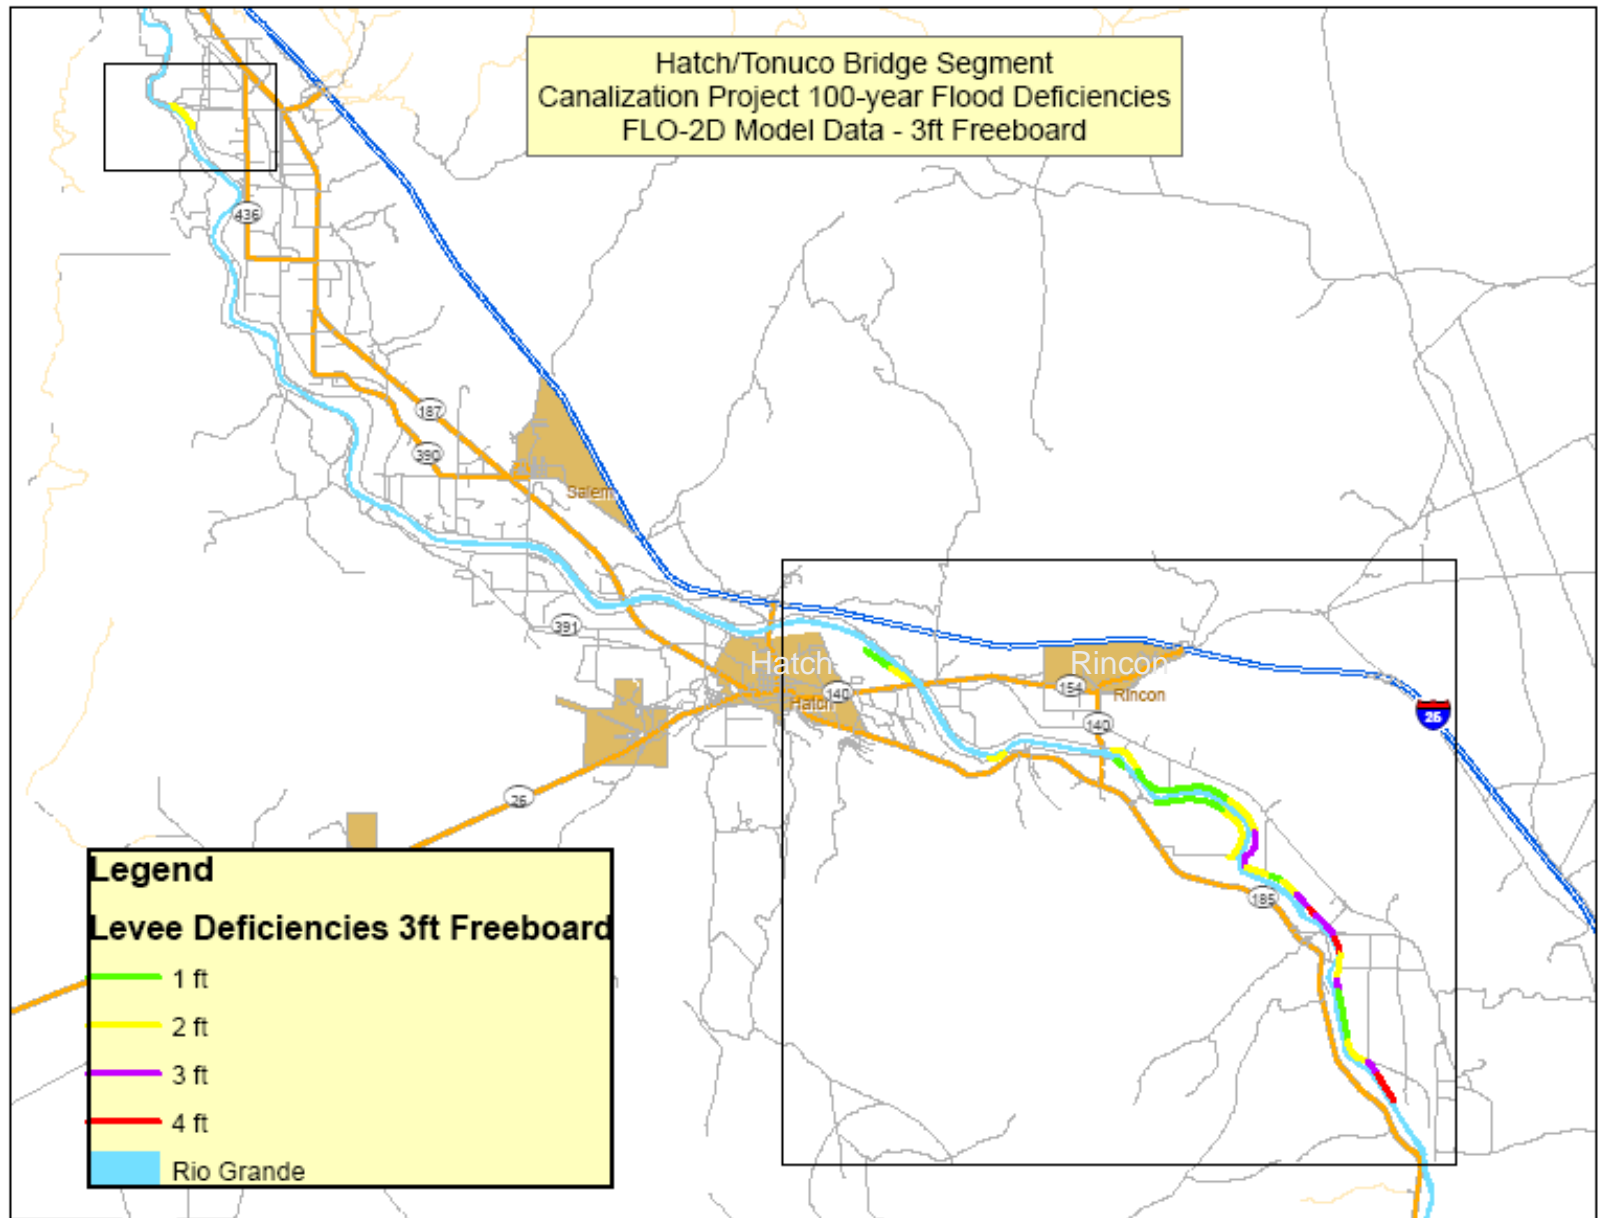 Hatch/Tonuco Bridge Segment
Canalization Project 100-year Flood Deficiencies
FLO-2D Model Data - 3ft Freeboard
436
187
390
Salem
391
Hatch
Rincon
154
140
Hatch
Rincon
140
25
26
185
Legend
Levee Deficiencies 3ft Freeboard
1 ft
2 ft
3 ft
4 ft
Rio Grande